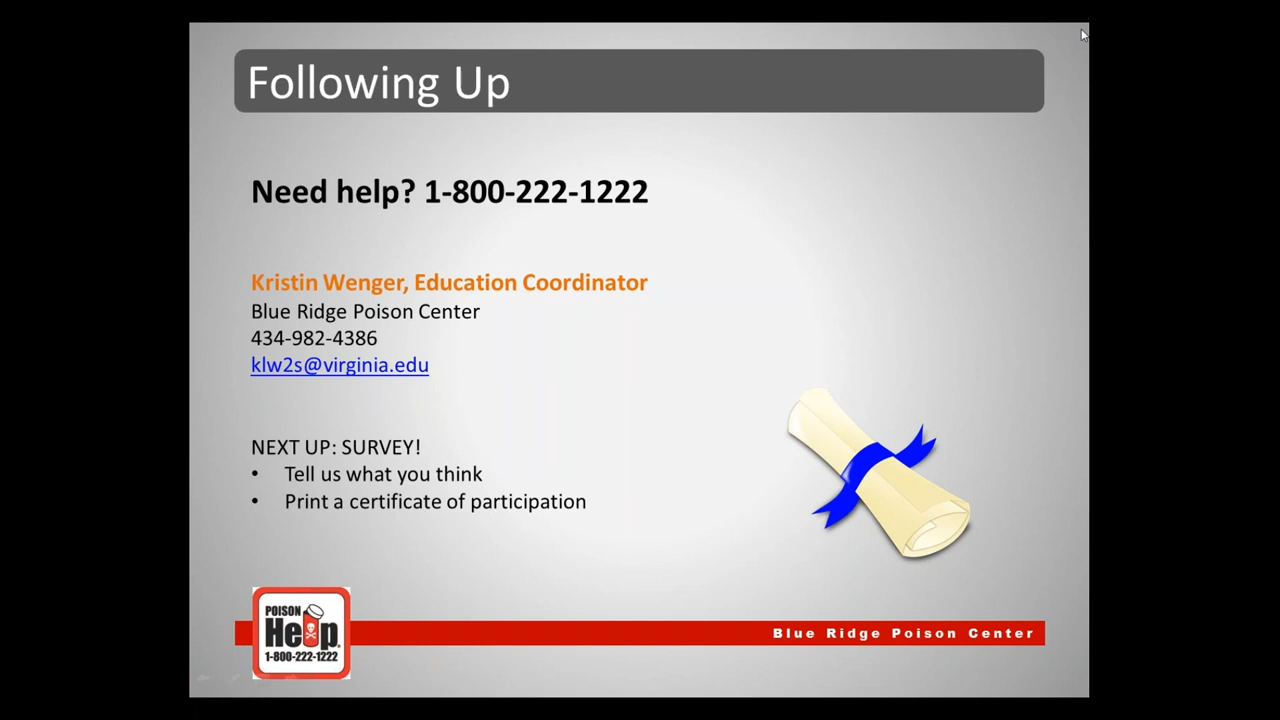 Following Up
Need help? 1-800-222-1222
Kristin Wenger, Education Coordinator
Blue Ridge Poison Center
434-982-4386
klw2s@virginia.edu
NEXT UP: SURVEY!
• Tell us what you think
• Print a certificate of participation
POISON
Help®
1-800-222-1222
Blue Ridge Poison Center